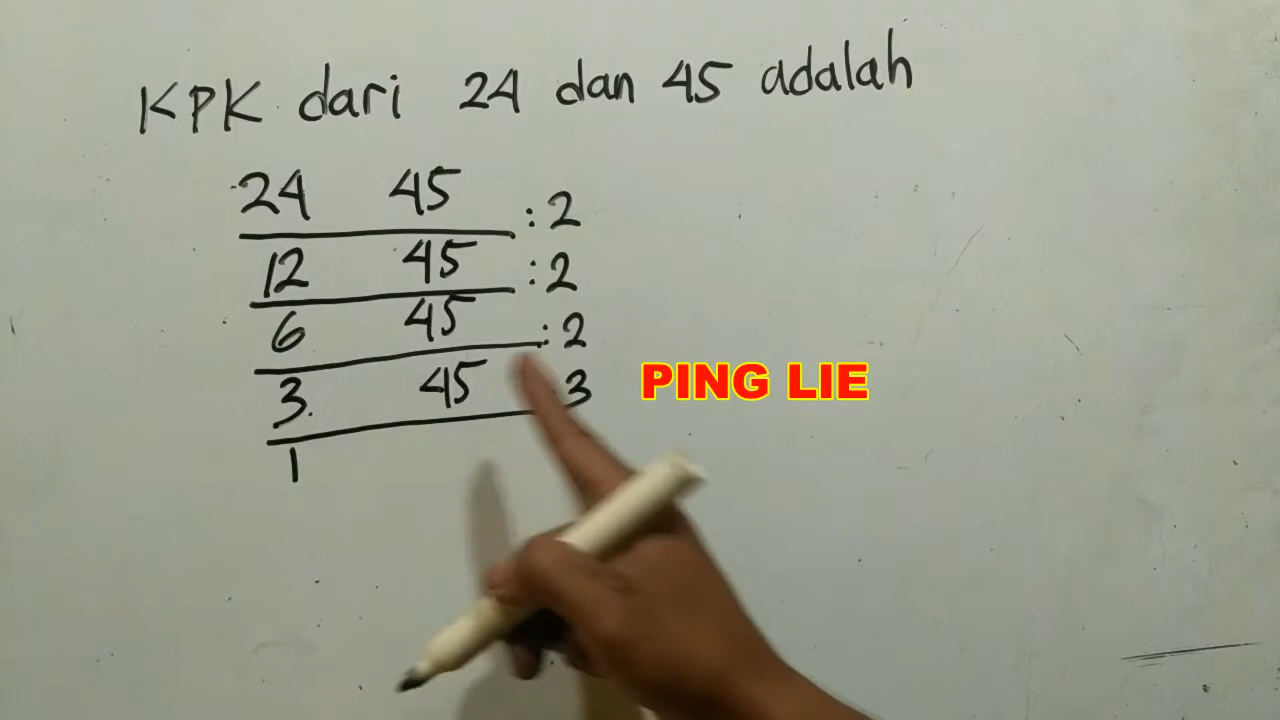 KPK dari 24 dan 45 adalah
24 45 : 2
12 45 : 2
6 45 : 2
3. 45 3
1
PING LIE